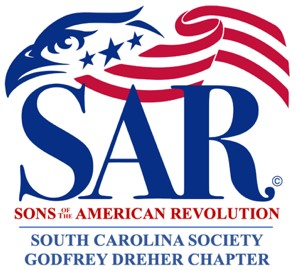 SAR©
SONS OF THE AMERICAN REVOLUTION
SOUTH CAROLINA SOCIETY
GODFREY DREHER CHAPTER